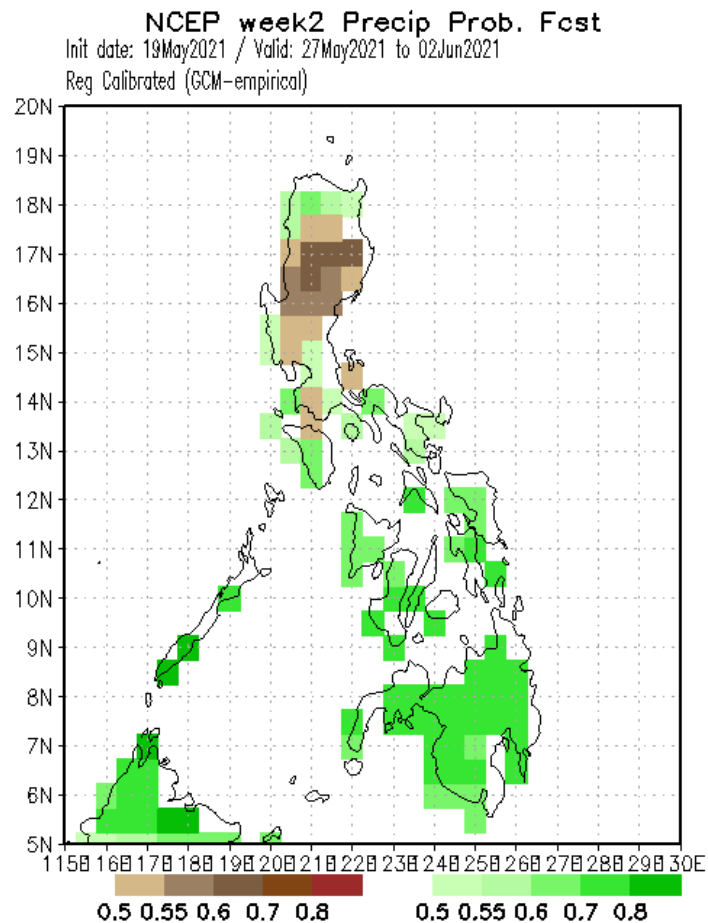 NCEP week2 Precip Prob. Fcst
Init date: 19May2021 / Valid: 27May2021 to 02Jun2021
Reg Calibrated (GCM-empirical)
20N
19N
18N
17N
16N
15N
14N
13N
12N
11N
10N
9N
8N
7N
6N
5N
115E 116E 117E 118E 119E 120E 121E 122E 123E 124E 125E 126E 127E 128E 129E 130E
0.5 0.55 0.6 0.7 0.8 0.5 0.55 0.6 0.7 0.8